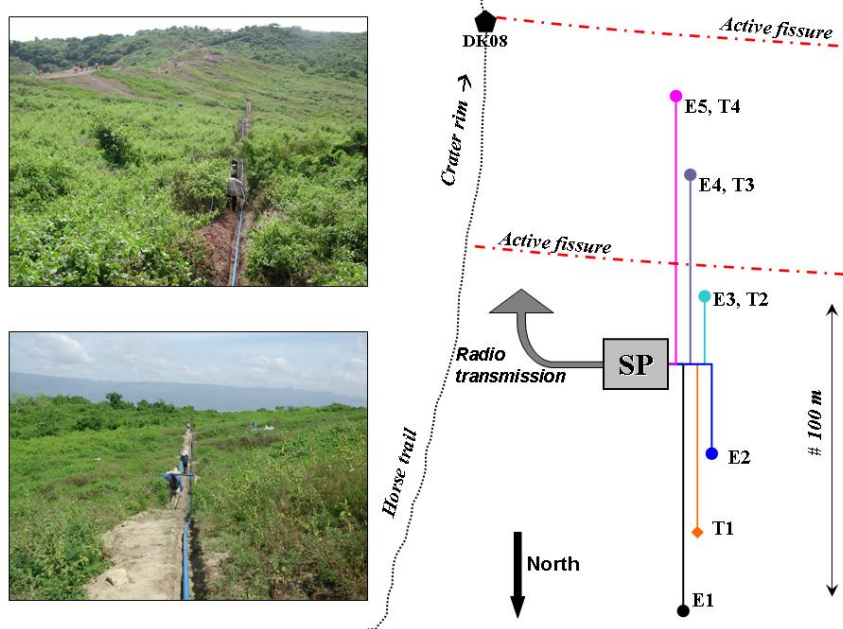 DK08
Active fissure
Crater rim →
E5, T4
E4, T3
Active fissure
E3, T2
Radio
transmission
SP
# 100 m
E2
Horse trail
T1
North
E1